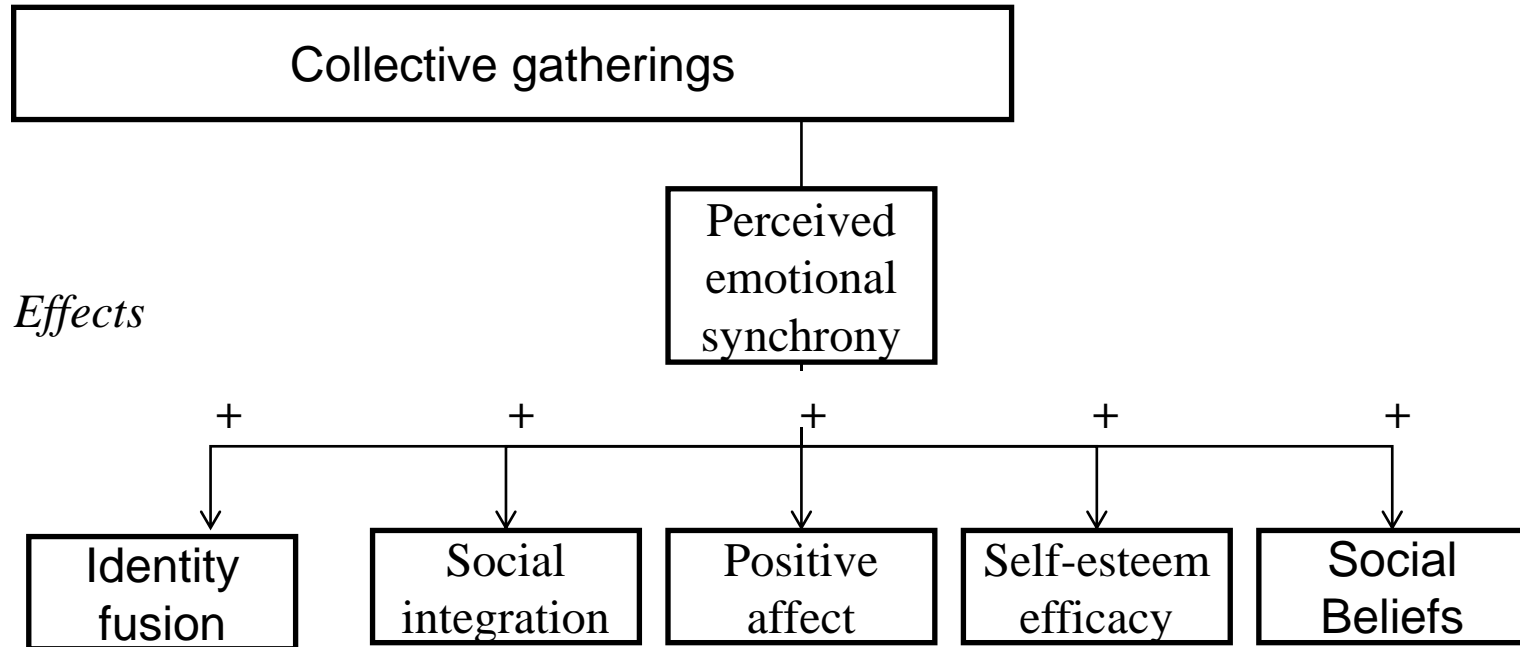 Collective gatherings
Perceived
emotional
synchrony
Effects
+ + + + +
Identity
fusion
Social
integration
Positive
affect
Self-esteem
efficacy
Social
Beliefs